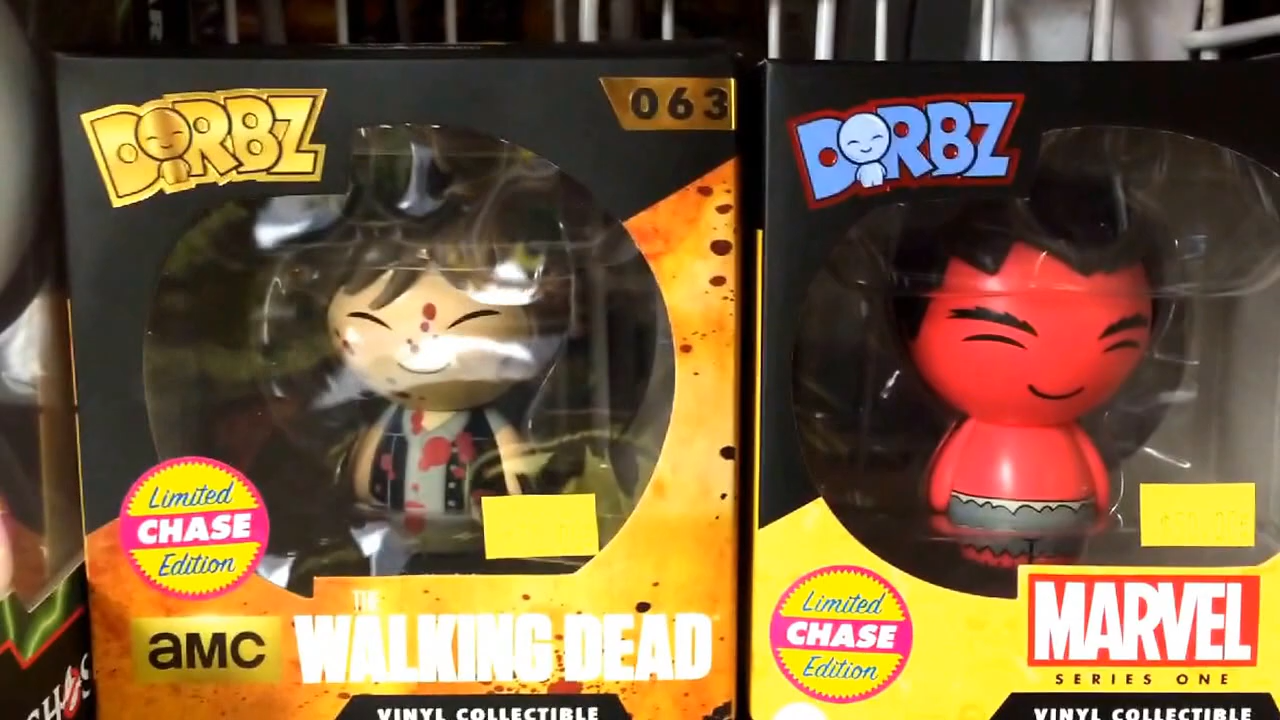 DORBZ
063
Limited
CHASE
Edition
aMC
THE
WALKING DEAD
VINYL COLLECTIBLE
DORBZ
Limited
CHASE
Edition
MARVEL
SERIES ONE
VINYL COLLECTIBLE